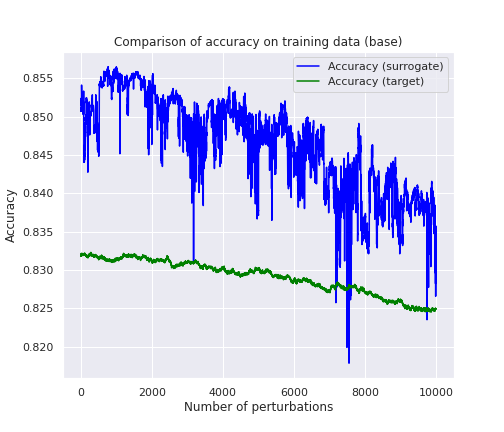 Comparison of accuracy on training data (base)
Accuracy (surrogate)
Accuracy (target)
0.855
0.850
0.845
0.840
0.835
0.830
0.825
0.820
Accuracy
0 2000 4000 6000 8000 10000
Number of perturbations